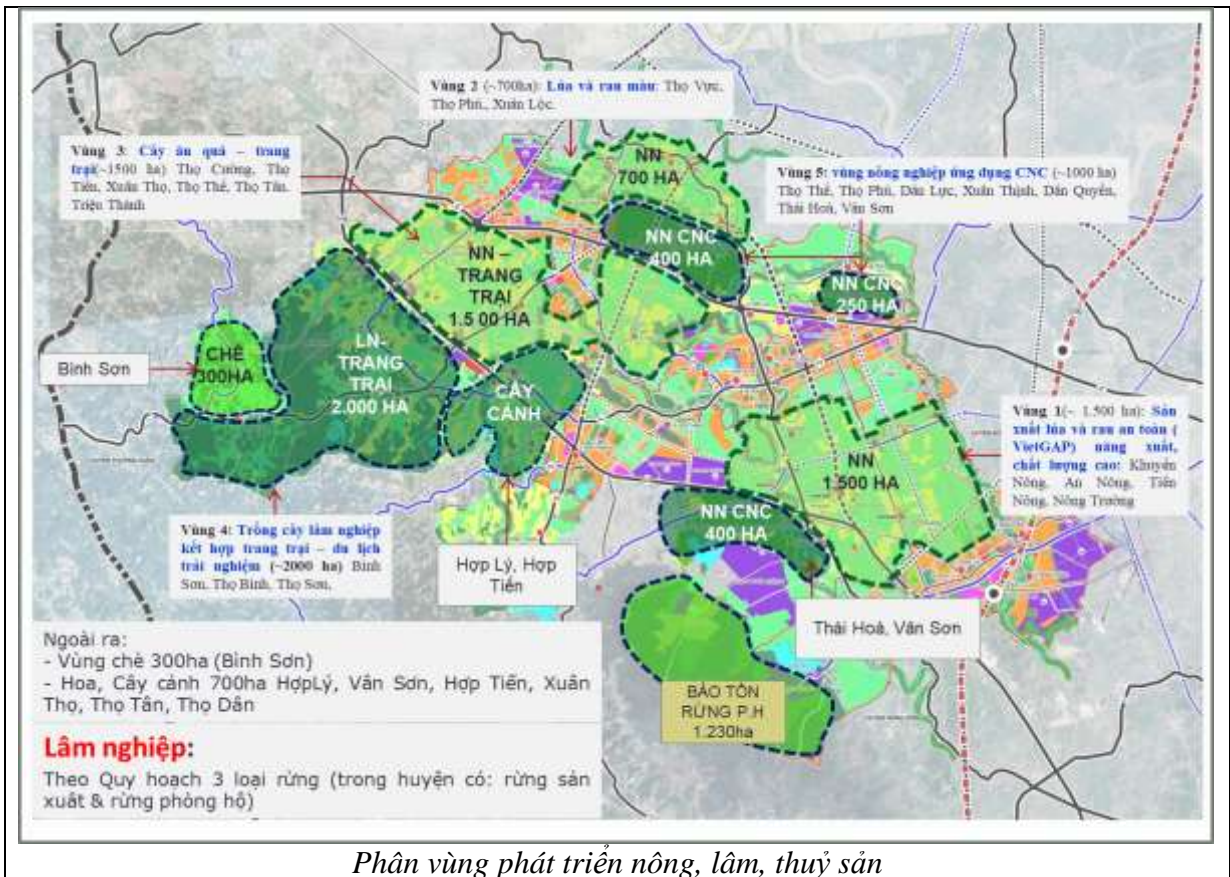 Vùng 2 (~700ha): Lúa và rau màu: Thọ Vực,
Thọ Phú, Xuân Lộc.
Vùng 3: Cây ăn quả – trang
trại(~1500 ha) Thọ Cường, Thọ
Tiến, Xuân Thọ, Thọ Thế, Thọ Tân,
Triệu Thành
Vùng 5: vùng nông nghiệp ứng dụng CNC (~1000 ha)
Thọ Thế, Thọ Phú, Dân Lực, Xuân Thịnh, Dân Quyền,
Thái Hoà, Vân Sơn
NN
700 HA
NN CNC
400 HA
NN CNC
250 HA
NN –
TRANG
TRẠI
1.5 00 HA
Bình Sơn
CHÈ
300HA
LN-
TRANG
TRẠI
2.000 HA
CÂY
CẢNH
Vùng 1(~ 1.500 ha): Sản
xuất lúa và rau an toàn (
VietGAP) năng xuất,
chất lượng cao: Khuyến
Nông, An Nông, Tiến
Nông, Nông Trường
NN
1.500 HA
NN CNC
400 HA
Vùng 4: Trồng cây lâm nghiệp
kết hợp trang trại – du lịch
trải nghiệm (~2000 ha) Bình
Sơn, Thọ Bình, Thọ Sơn,
Hợp Lý, Hợp
Tiến
Thái Hoà, Vân Sơn
BẢO TỒN
RỪNG P.H
1.230ha
Ngoài ra:
- Vùng chè 300ha (Bình Sơn)
- Hoa, Cây cảnh 700ha HợpLý, Vân Sơn, Hợp Tiến, Xuân
Thọ, Thọ Tân, Thọ Dân
Lâm nghiệp:
Theo Quy hoạch 3 loại rừng (trong huyện có: rừng sản
xuất & rừng phòng hộ)
Phân vùng phát triển nông, lâm, thuỷ sản